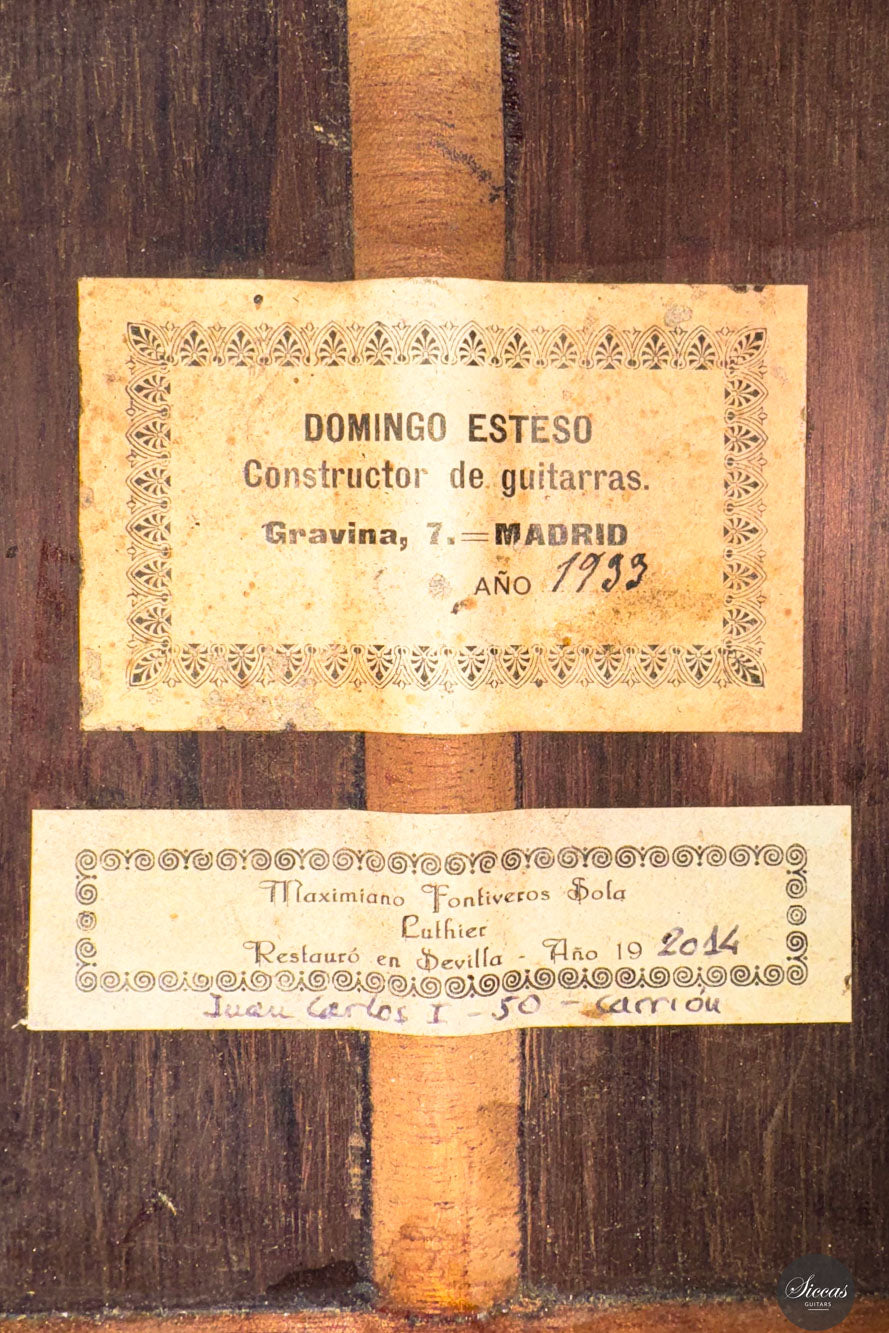 DOMINGO ESTESO
Constructor de guitarras.
Gravina, 7.=MADRID
AÑO 1933
Maximiano Fontiveros Sola
Luthier
Restauró en Sevilla - Año 19 2014
Juan Carlos I - 50 - Carrión
Siccas
GUITARS